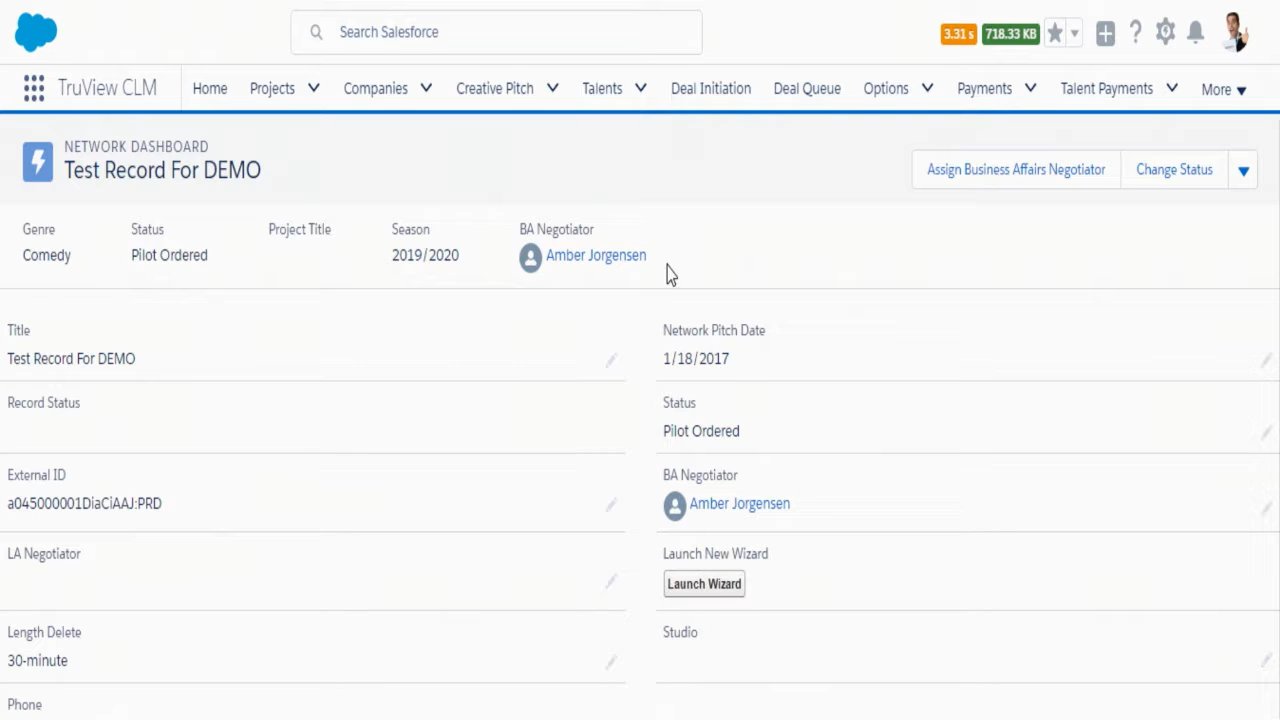 Search Salesforce
3.31 s
718.33 KB
TruView CLM
Home
Projects
Companies
Creative Pitch
Talents
Deal Initiation
Deal Queue
Options
Payments
Talent Payments
More
NETWORK DASHBOARD
Test Record For DEMO
Assign Business Affairs Negotiator
Change Status
Genre
Status
Project Title
Season
BA Negotiator
Comedy
Pilot Ordered
2019/2020
Amber Jorgensen
Title
Network Pitch Date
Test Record For DEMO
1/18/2017
Record Status
Status
Pilot Ordered
External ID
BA Negotiator
a045000001DiaCiAAJ:PRD
Amber Jorgensen
LA Negotiator
Launch New Wizard
Launch Wizard
Length Delete
Studio
30-minute
Phone